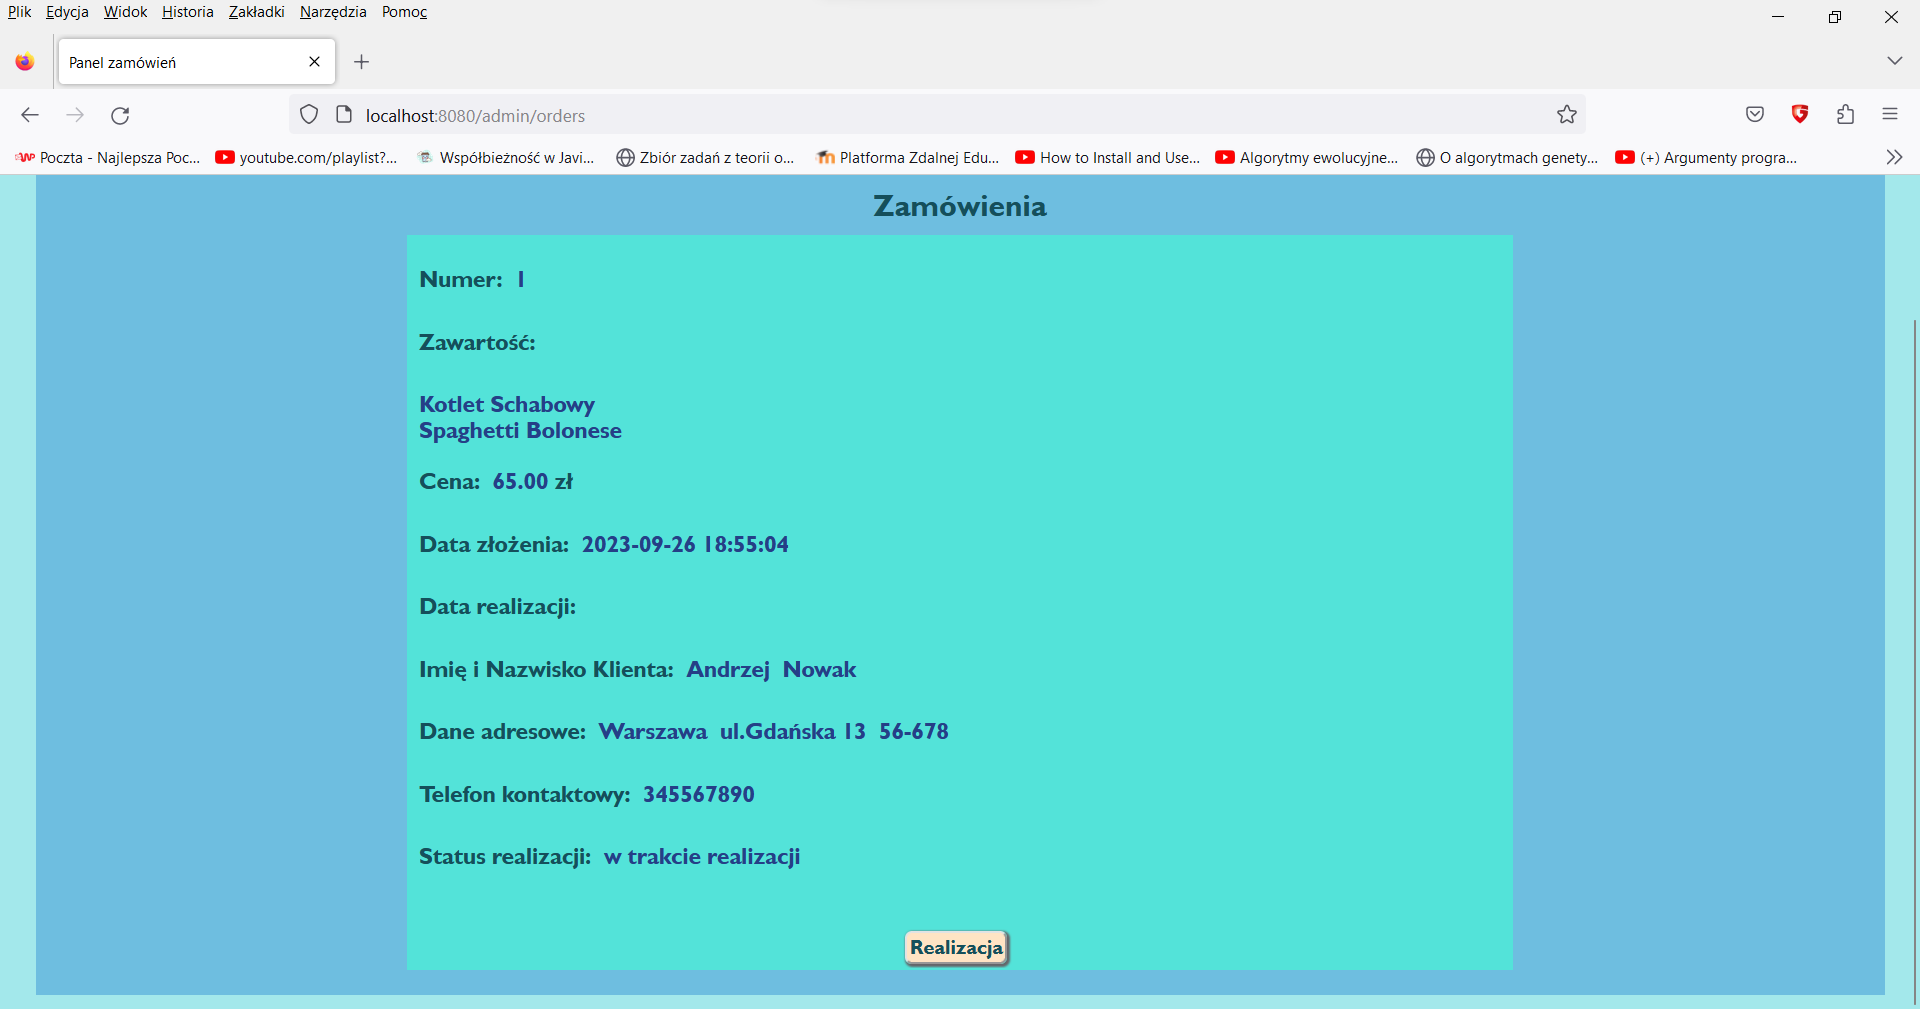 Plik Edycja Widok Historia Zakładki Narzędzia Pomoc
Panel zamówień
localhost:8080/admin/orders
Poczta - Najlepsza Poc... youtube.com/playlist?... Współbieżność w Javi... Zbiór zadań z teorii o... Platforma Zdalnej Edu... How to Install and Use... Algorytmy ewolucyjne... O algorytmach genety... (+) Argumenty progra...
Zamówienia
Numer: 1
Zawartość:
Kotlet Schabowy
Spaghetti Bolonese
Cena: 65.00 zł
Data złożenia: 2023-09-26 18:55:04
Data realizacji:
Imię i Nazwisko Klienta: Andrzej Nowak
Dane adresowe: Warszawa ul.Gdańska 13 56-678
Telefon kontaktowy: 345567890
Status realizacji: w trakcie realizacji
Realizacja